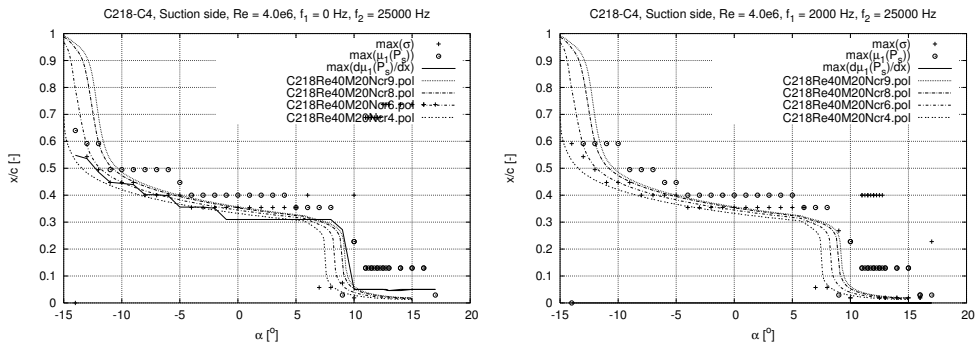 C218-C4, Suction side, Re = 4.0e6, f1 = 0 Hz, f2 = 25000 Hz
max(σ)
max(μ1(Ps))
max(dμ1(Ps)/dx)
C218Re40M20Ncr9.pol
C218Re40M20Ncr8.pol
C218Re40M20Ncr6.pol
C218Re40M20Ncr4.pol
1
0.9
0.8
0.7
0.6
0.5
0.4
0.3
0.2
0.1
0
x/c [-]
-15 -10 -5 0 5 10 15 20
α [°]
C218-C4, Suction side, Re = 4.0e6, f1 = 2000 Hz, f2 = 25000 Hz
max(σ)
max(μ1(Ps))
max(dμ1(Ps)/dx)
C218Re40M20Ncr9.pol
C218Re40M20Ncr8.pol
C218Re40M20Ncr6.pol
C218Re40M20Ncr4.pol
1
0.9
0.8
0.7
0.6
0.5
0.4
0.3
0.2
0.1
0
x/c [-]
-15 -10 -5 0 5 10 15 20
α [°]